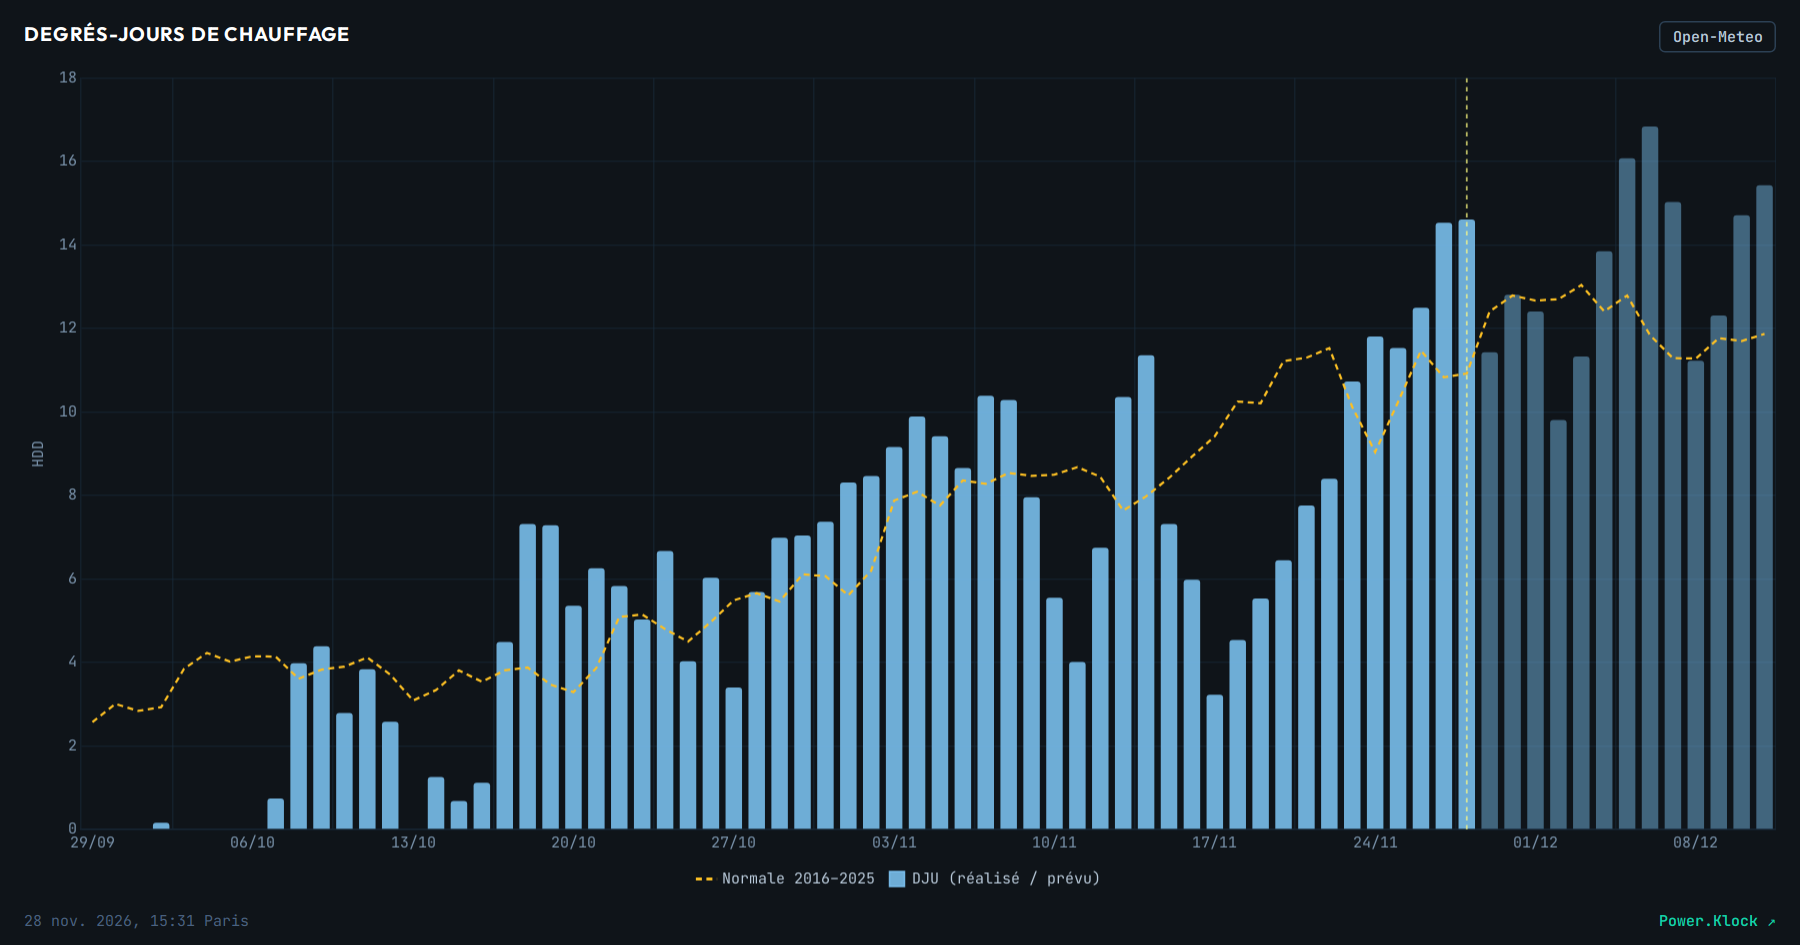 DEGRÉS-JOURS DE CHAUFFAGE
Open-Meteo
18
16
14
12
10
8
6
4
2
0
HDD
29/09 06/10 13/10 20/10 27/10 03/11 10/11 17/11 24/11 01/12 08/12
Normale 2016-2025 DJU (réalisé / prévu)
28 nov. 2026, 15:31 Paris
Power.Klock ↗